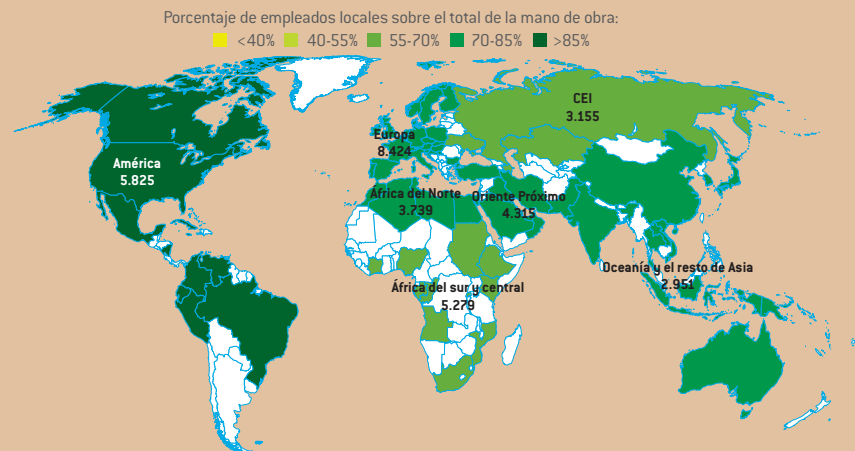 Porcentaje de empleados locales sobre el total de la mano de obra:
<40% 40-55% 55-70% 70-85% >85%
CEI
3.155
Europa
8.424
América
5.825
África del Norte
3.739
Oriente Próximo
4.315
Oceanía y el resto de Asia
2.951
África del sur y central
5.279